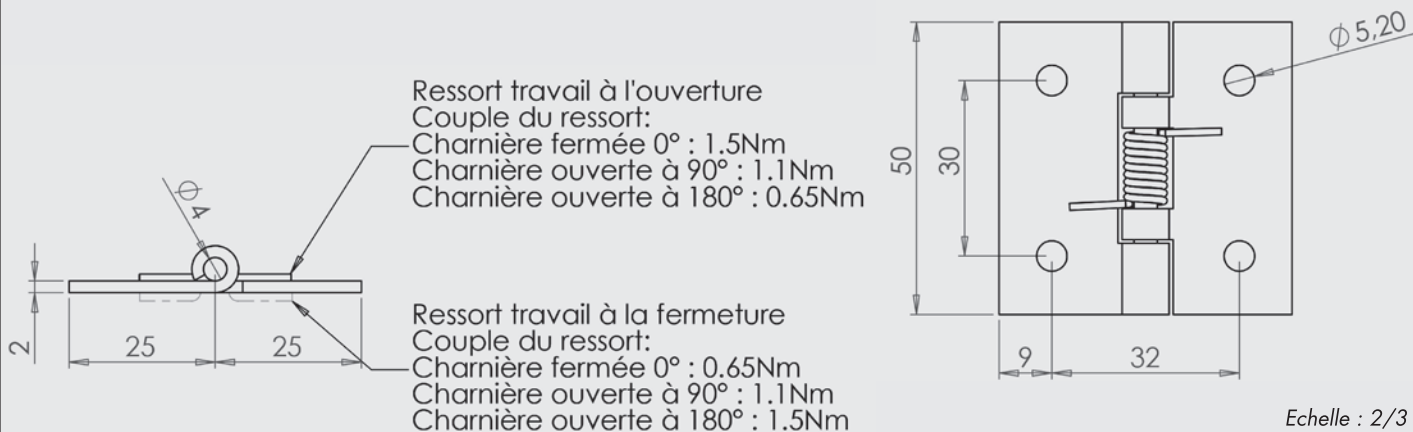 Ressort travail à l'ouverture
Couple du ressort:
Charnière fermée 0° : 1.5Nm
Charnière ouverte à 90° : 1.1Nm
Charnière ouverte à 180° : 0.65Nm
∅4
2
25
25
Ressort travail à la fermeture
Couple du ressort:
Charnière fermée 0° : 0.65Nm
Charnière ouverte à 90° : 1.1Nm
Charnière ouverte à 180° : 1.5Nm
∅5,20
50
30
9
32
Echelle : 2/3